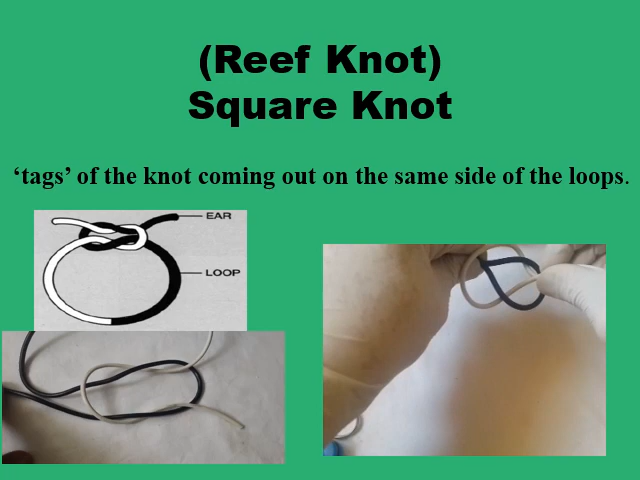 (Reef Knot)
Square Knot
‘tags’ of the knot coming out on the same side of the loops.
EAR
LOOP